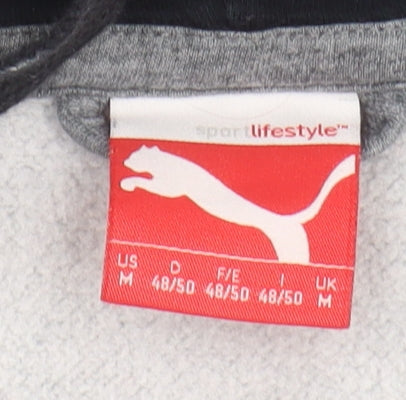 sportlifestyle™
US D F/E I UK
M 48/50 48/50 48/50 M